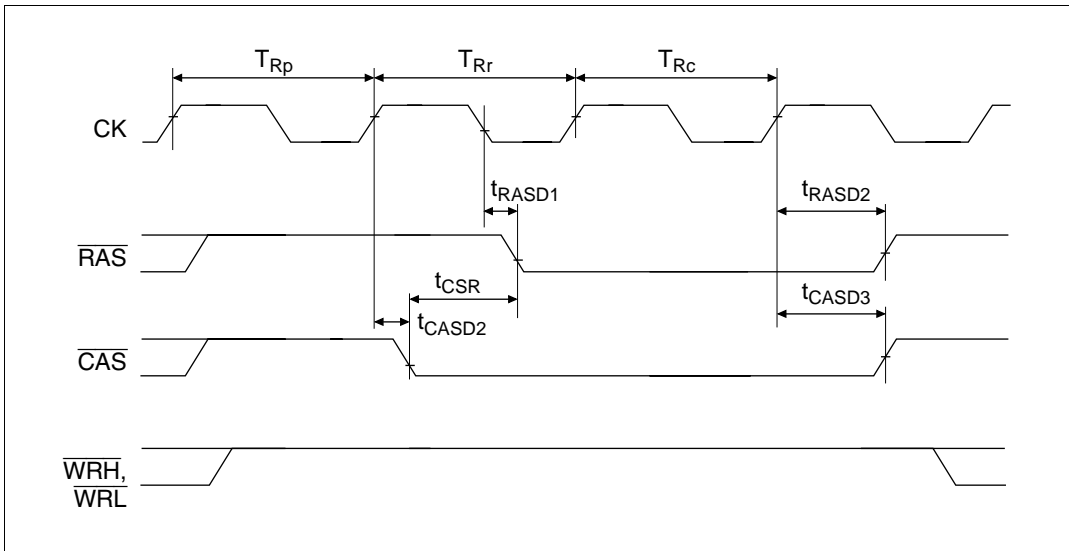 TRp TRr TRc
CK
tRASD1 tRASD2
RAS
tCSR
tCASD3
tCASD2
CAS
WRH,
WRL